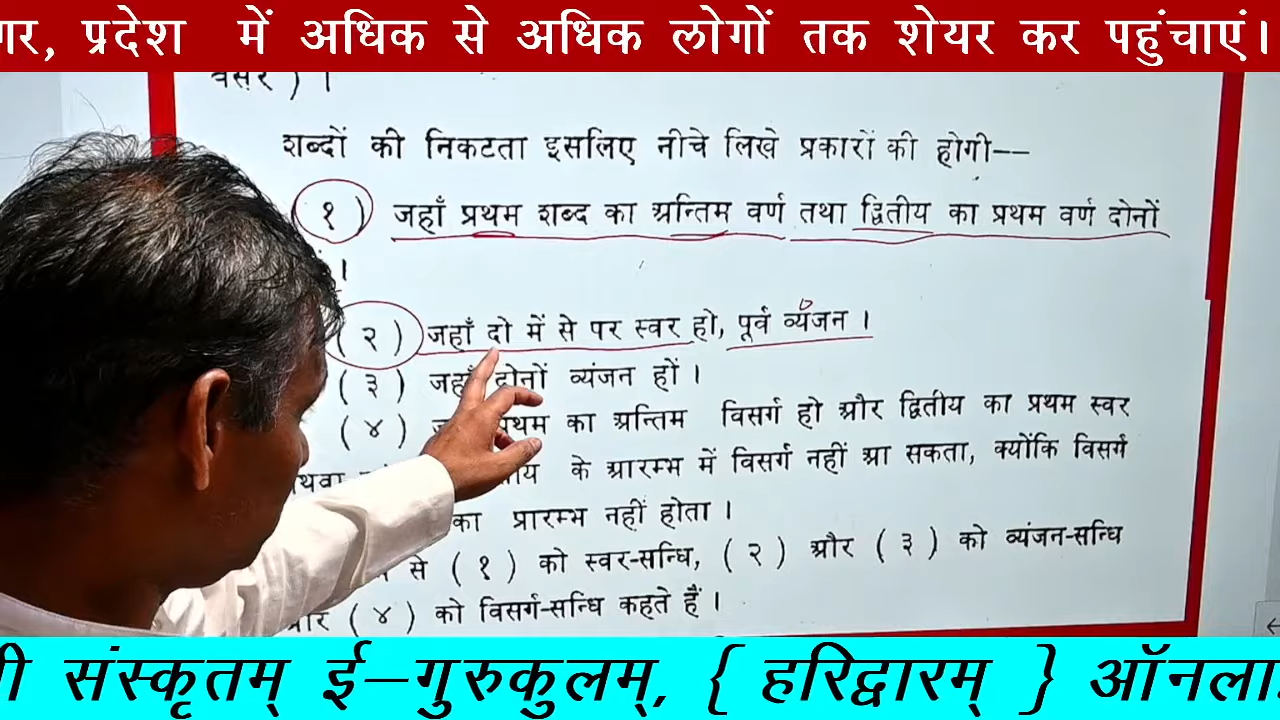 प्रदेश में अधिक से अधिक लोगों तक शेयर कर पहुंचाएं।
शब्दों की निकटता इसलिए नीचे लिखे प्रकारों की होगी--
(१) जहाँ प्रथम शब्द का अन्तिम वर्ण तथा द्वितीय का प्रथम वर्ण दोनों
(२) जहाँ दो में से पर स्वर हो, पूर्व व्यंजन ।
(३) जहाँ दोनों व्यंजन हों ।
(४) का अन्तिम विसर्ग हो और द्वितीय का प्रथम स्वर
के आरम्भ में विसर्ग नहीं आ सकता, क्योंकि विसर्ग
का प्रारम्भ नहीं होता ।
से (१) को स्वर-सन्धि, (२) और (३) को व्यंजन-सन्धि
(४) को विसर्ग-सन्धि कहते हैं ।
संस्कृतम् ई-गुरुकुलम्, { हरिद्वारम् }